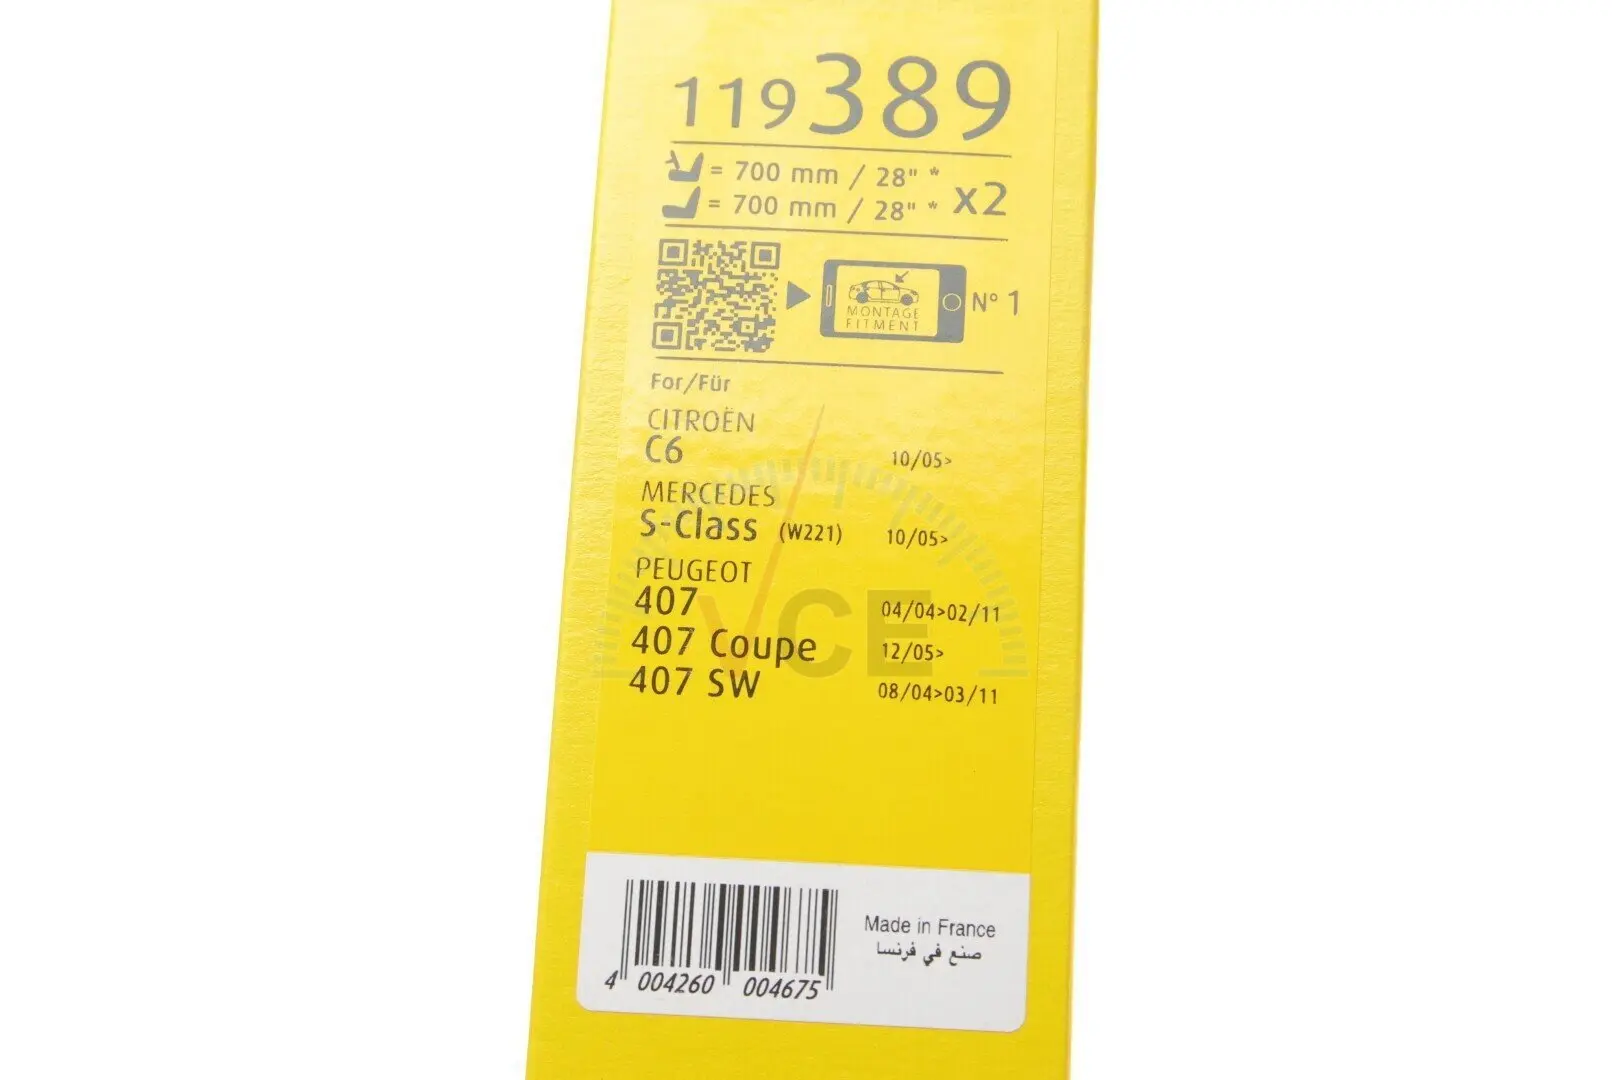 119389
= 700 mm / 28" *
= 700 mm / 28" *
x2
MONTAGE
FITMENT
N° 1
For/Für
CITROËN
C6 10/05>
MERCEDES
S-Class (W221) 10/05>
PEUGEOT
407 04/04>02/11
407 Coupe 12/05>
407 SW 08/04>03/11
VCE
Made in France
صنع في فرنسا
4 004260 004675